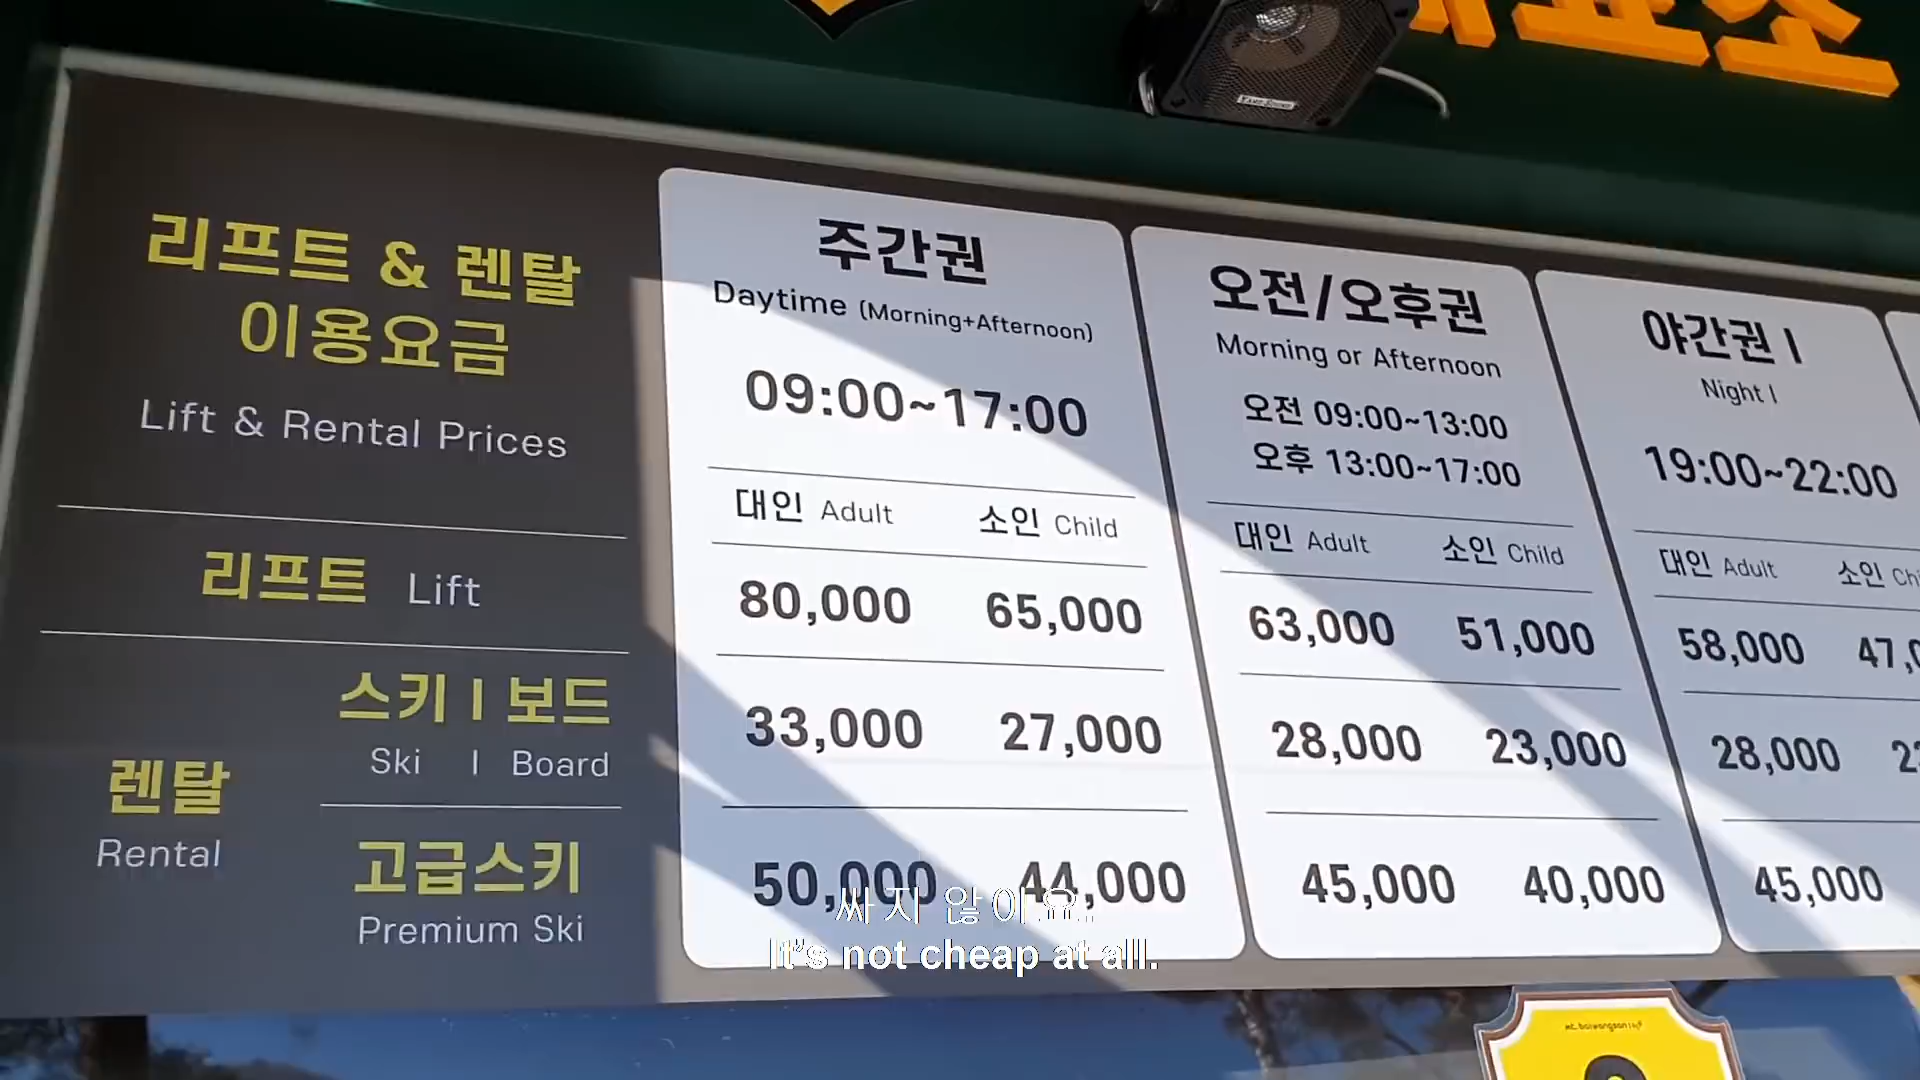 리프트 & 렌탈
이용요금
Lift & Rental Prices
리프트 Lift
렌탈
Rental
스키 | 보드
Ski | Board
고급스키
Premium Ski
주간권
Daytime (Morning+Afternoon)
09:00~17:00
대인 Adult 소인 Child
80,000 65,000
33,000 27,000
50,000 44,000
오전/오후권
Morning or Afternoon
오전 09:00~13:00
오후 13:00~17:00
대인 Adult 소인 Child
63,000 51,000
28,000 23,000
45,000 40,000
야간권 I
Night I
19:00~22:00
대인 Adult 소인
58,000
28,000
45,000
싸지 않아요.
It's not cheap at all.